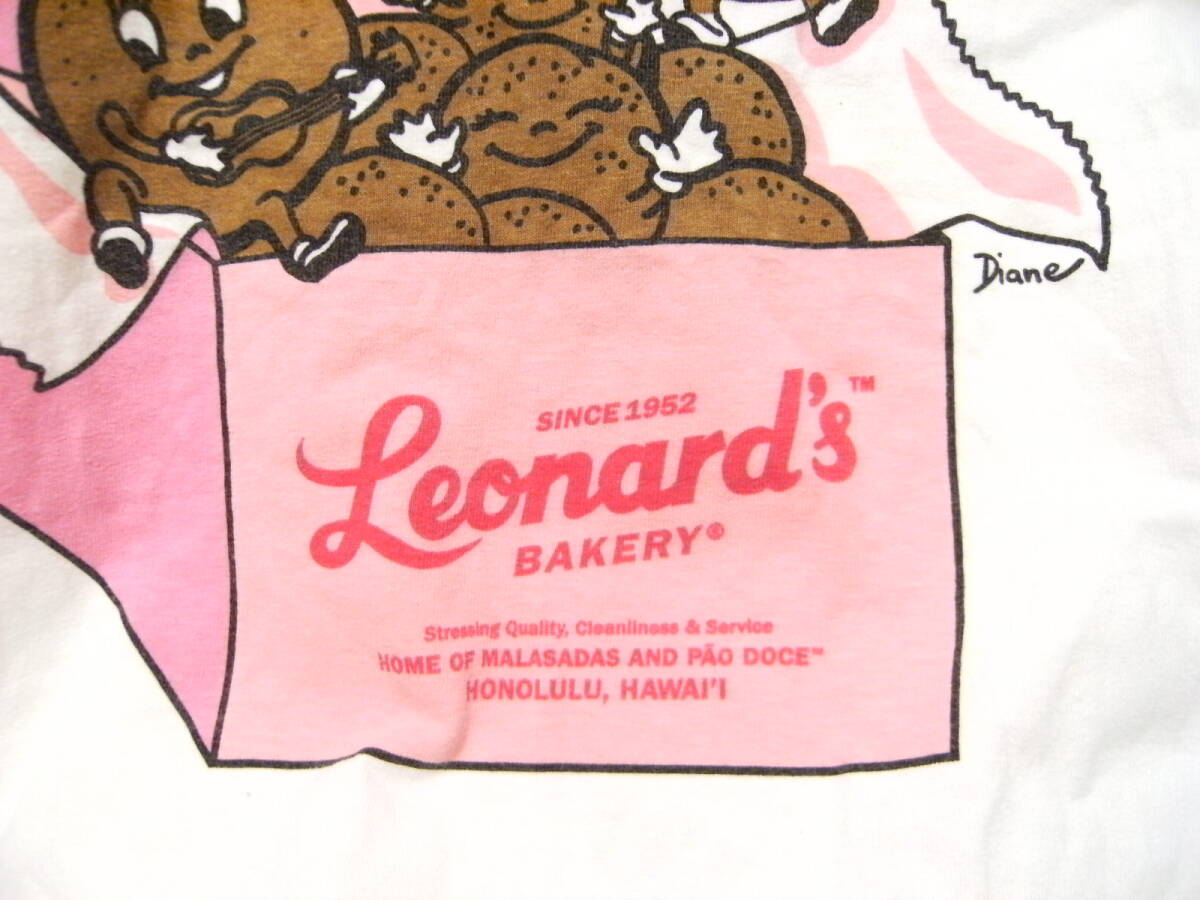 Diane
SINCE 1952
Leonard's™
BAKERY®
Stressing Quality, Cleanliness & Service
HOME OF MALASADAS AND PÃO DOCE™
HONOLULU, HAWAI'I